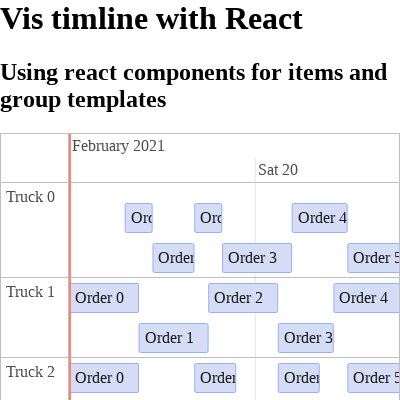 Vis timline with React
Using react components for items and
group templates
February 2021
Sat 20
Truck 0
Ord Ord Order 4
Order Order 3 Order 5
Truck 1
Order 0 Order 2 Order 4
Order 1 Order 3
Truck 2
Order 0 Order Order Order 5